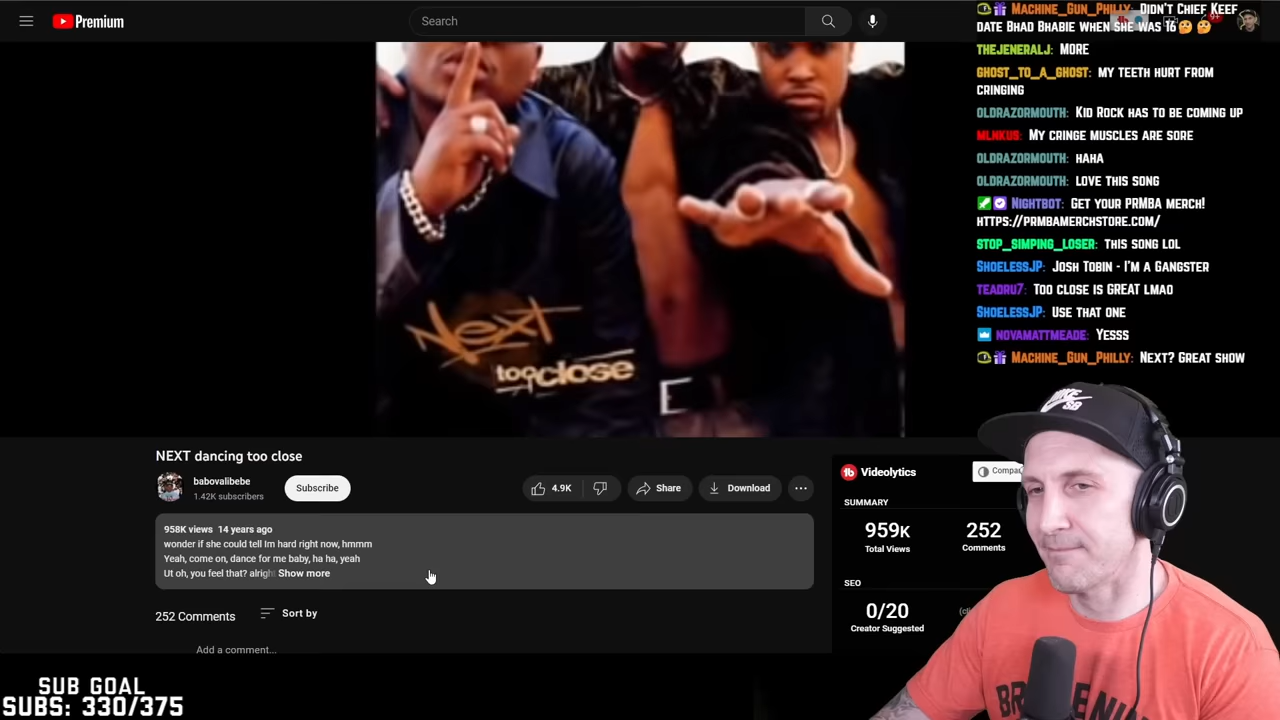 Premium
Search
9+
Next
too close
NEXT dancing too close
babovalibebe
1.42K subscribers
Subscribe
4.9K
Share
Download
958K views 14 years ago
wonder if she could tell Im hard right now, hmmm
Yeah, come on, dance for me baby, ha ha, yeah
Ut oh, you feel that? alright Show more
252 Comments
Sort by
Add a comment...
Videolytics
SUMMARY
959K
252
Total Views
Comments
SEO
0/20
Creator Suggested
MACHINE_GUN_PHILLY: DIDN'T CHIEF KEEF
DATE BHAD BHABIE WHEN SHE WAS 16
THEJENERALJ: MORE
GHOST_TO_A_GHOST: MY TEETH HURT FROM
CRINGING
OLDRAZORMOUTH: KID ROCK HAS TO BE COMING UP
MLNKUS: MY CRINGE MUSCLES ARE SORE
OLDRAZORMOUTH: HAHA
OLDRAZORMOUTH: LOVE THIS SONG
NIGHTBOT: GET YOUR PRMBA MERCH!
HTTPS://PRMBAMERCHSTORE.COM/
STOP_SIMPING_LOSER: THIS SONG LOL
SHOELESSJP: JOSH TOBIN - I'M A GANGSTER
TEADRU7: TOO CLOSE IS GREAT LMAO
SHOELESSJP: USE THAT ONE
NOVAMATTMEADE: YESSS
MACHINE_GUN_PHILLY: NEXT? GREAT SHOW
NIKE SB
SUB GOAL
SUBS: 330/375